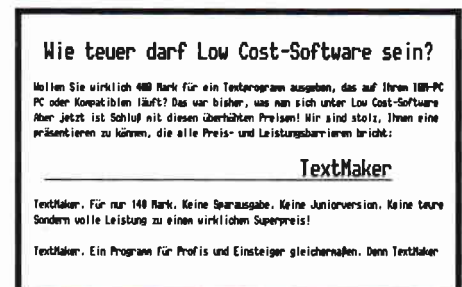 Wie teuer darf Low Cost-Software sein?
Wollen Sie wirklich 400 Mark für ein Textprogramm ausgeben, das auf Ihrem IBM-PC
PC oder Kompatiblen läuft? Das war bisher, was man sich unter Low Cost-Software
Aber jetzt ist Schluß mit diesen überhöhten Preisen! Wir sind stolz, Ihnen eine
präsentieren zu können, die alle Preis- und Leistungsbarrieren bricht:
TextMaker
TextMaker. Für nur 148 Mark. Keine Sparausgabe. Keine Juniorversion. Keine teure
Sondern volle Leistung zu einem wirklichen Superpreis!
TextMaker. Ein Programm für Profis und Einsteiger gleichermaßen. Denn TextMaker